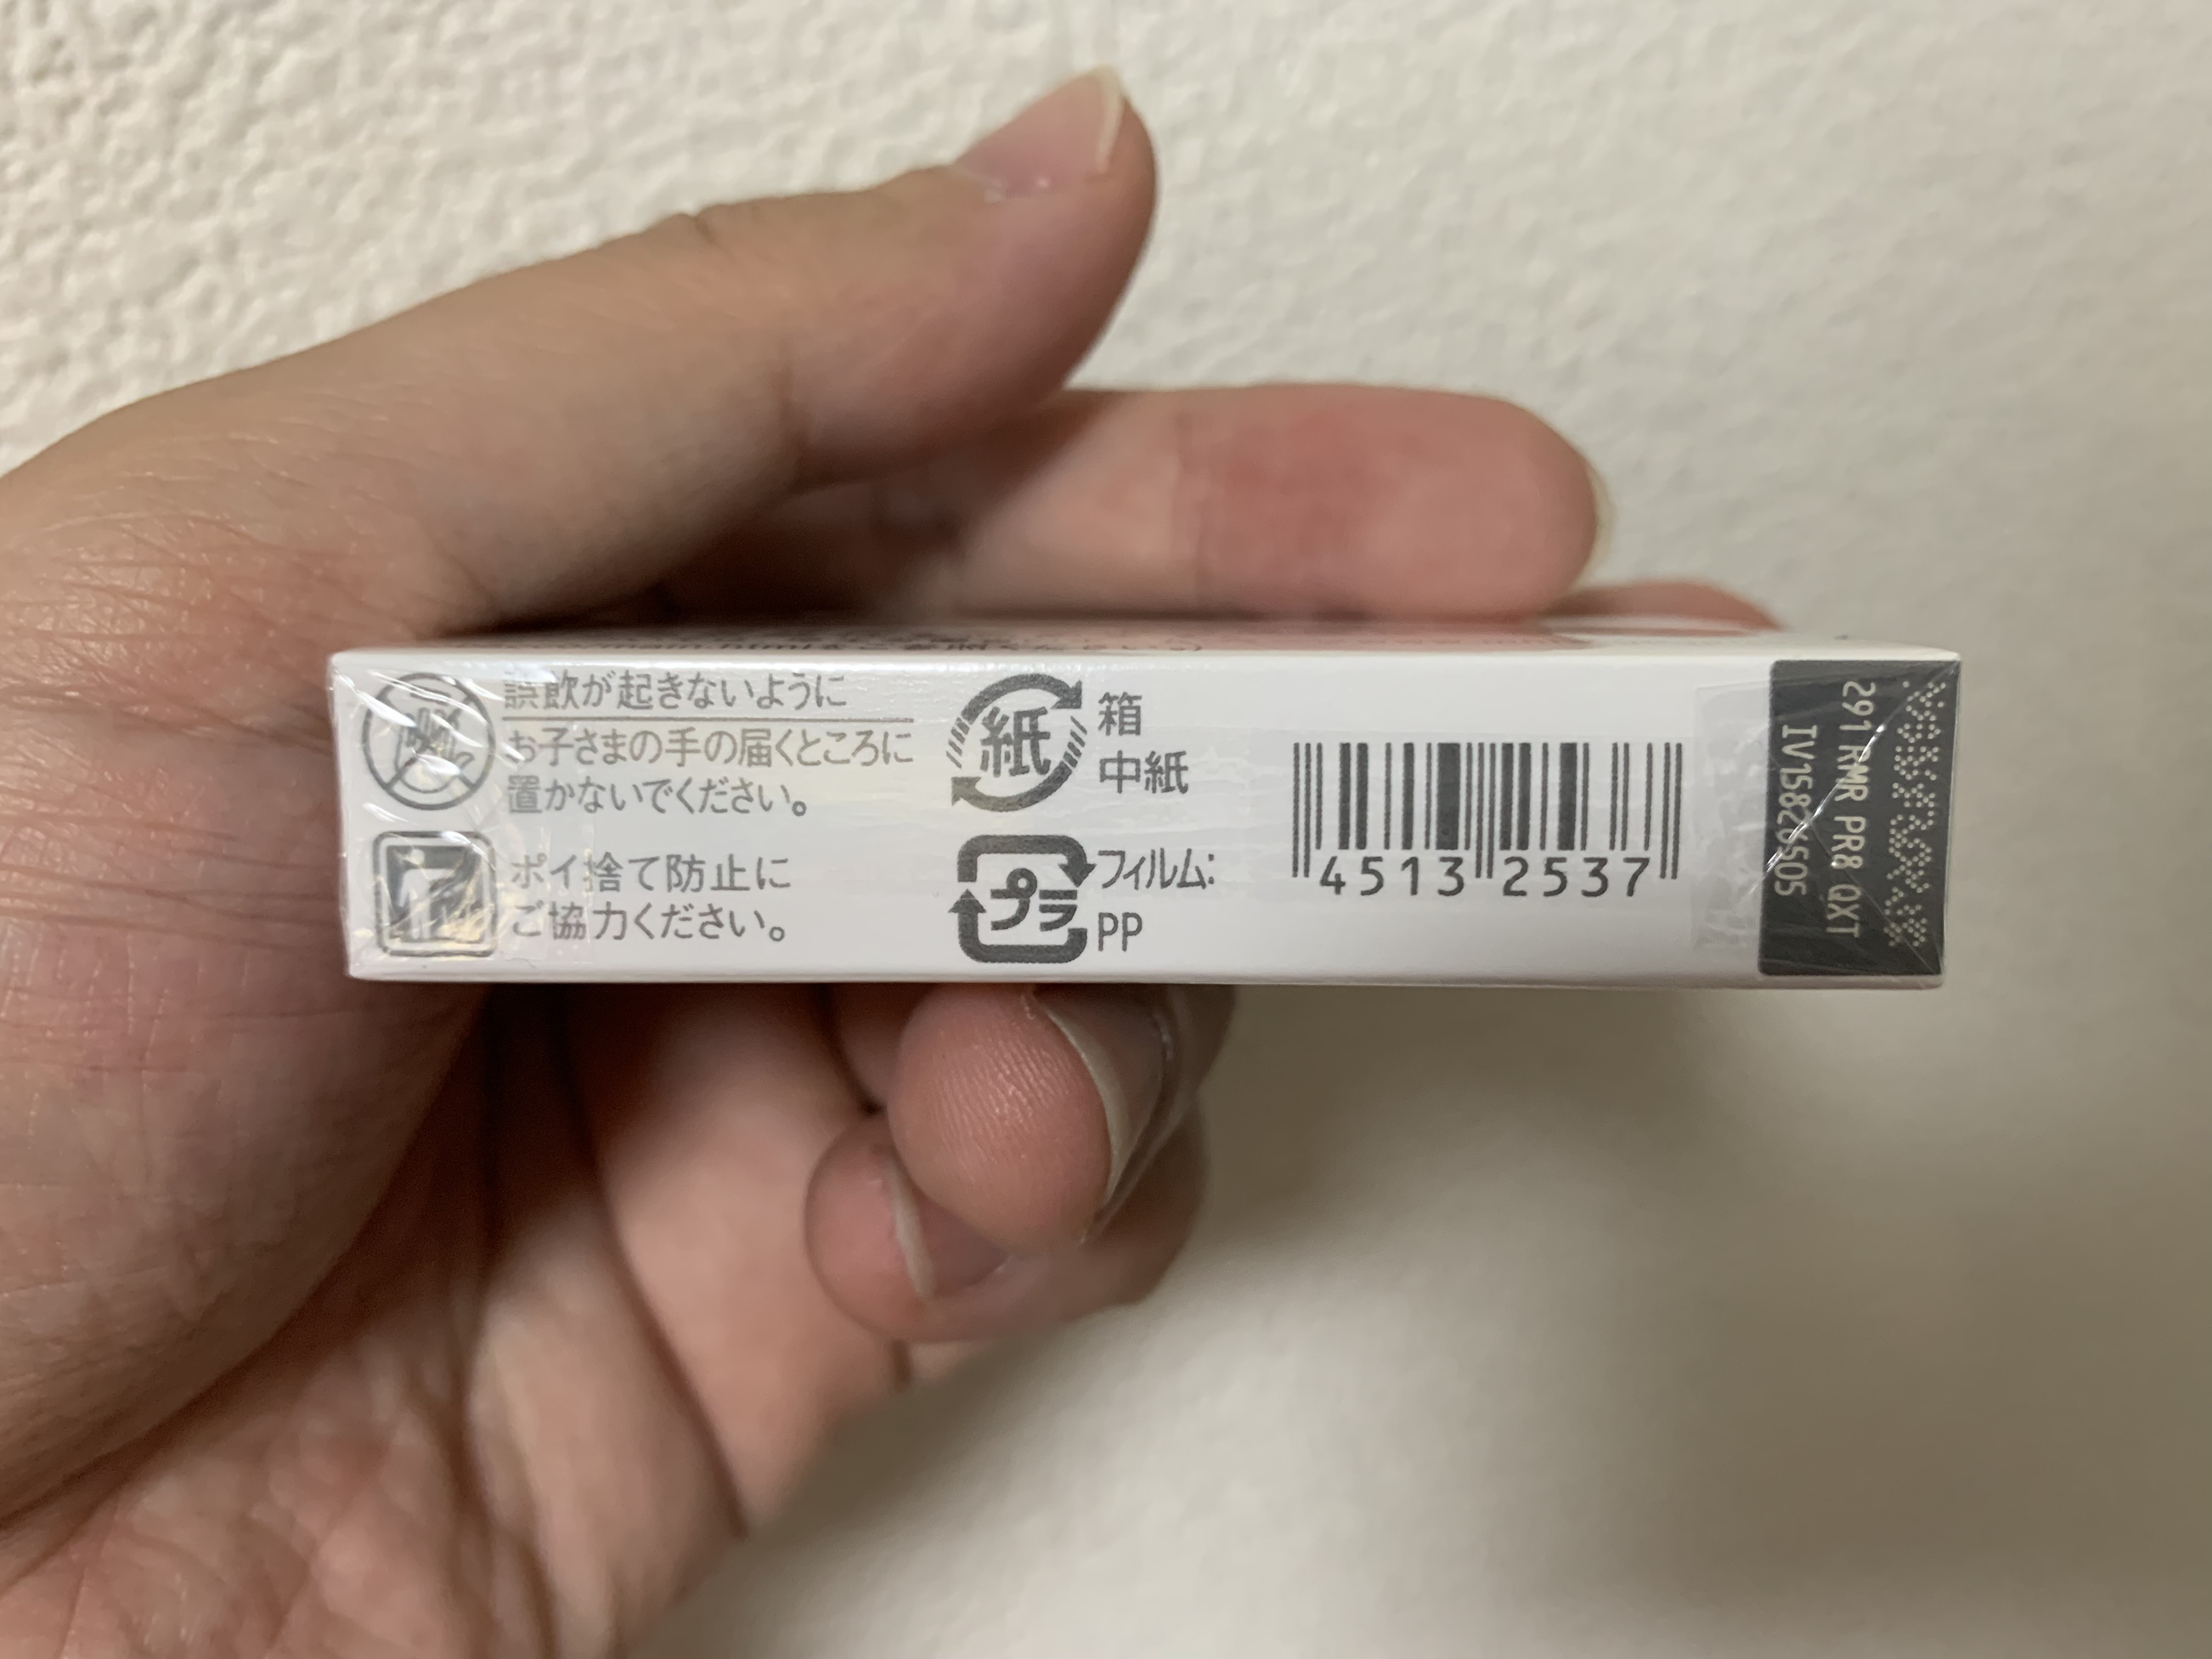 誤飲が起きないように
お子さまの手の届くところに
置かないでください。
ポイ捨て防止に
ご協力ください。
紙
箱
中紙
プラ
フィルム:
PP
4513 2537
291 RMR PR8 QXT
IV15826505